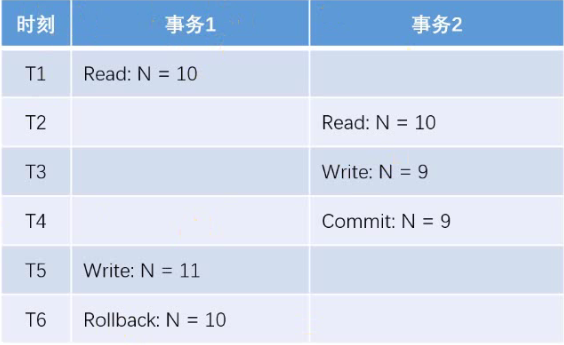 时刻 事务1 事务2
T1 Read: N = 10
T2 Read: N = 10
T3 Write: N = 9
T4 Commit: N = 9
T5 Write: N = 11
T6 Rollback: N = 10